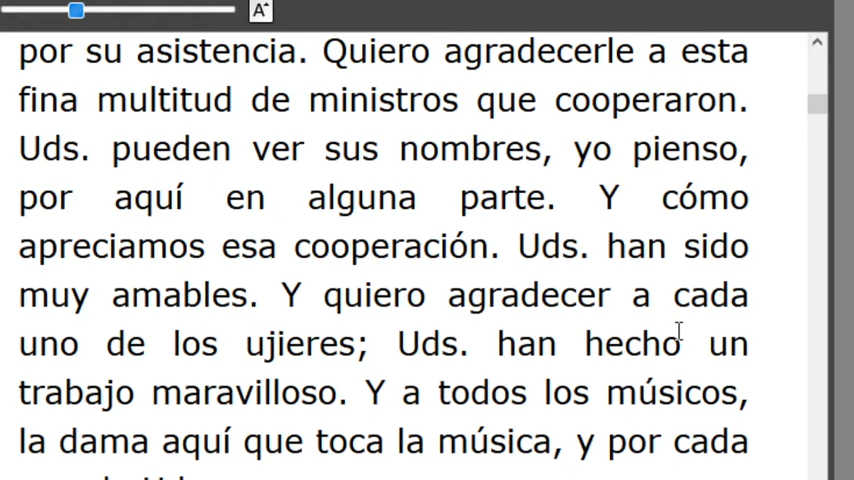 A
por su asistencia. Quiero agradecerle a esta
fina multitud de ministros que cooperaron.
Uds. pueden ver sus nombres, yo pienso,
por aquí en alguna parte. Y cómo
apreciamos esa cooperación. Uds. han sido
muy amables. Y quiero agradecer a cada
uno de los ujieres; Uds. han hecho un
trabajo maravilloso. Y a todos los músicos,
la dama aquí que toca la música, y por cada